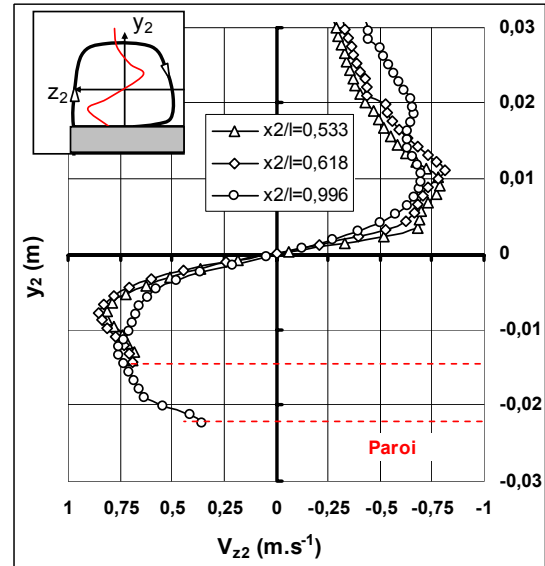 y2
z2
x2/l=0,533
x2/l=0,618
x2/l=0,996
0,03
0,02
0,01
0
-0,01
-0,02
-0,03
y2 (m)
Paroi
1 0,75 0,5 0,25 0 -0,25 -0,5 -0,75 -1
Vz2 (m.s-1)